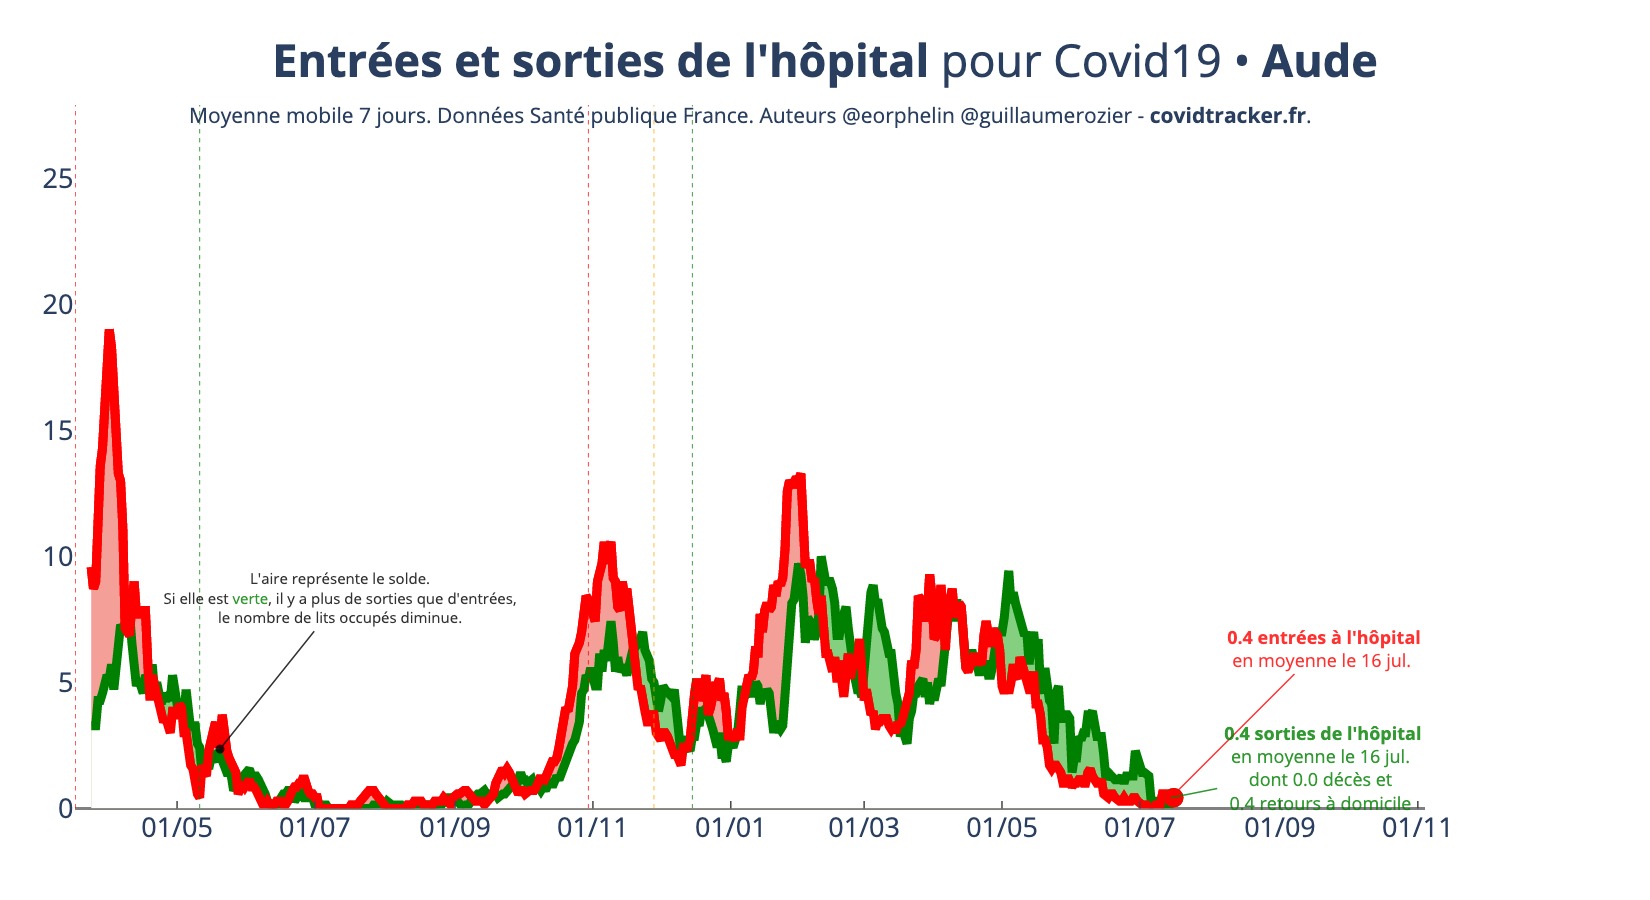 Entrées et sorties de l'hôpital pour Covid19 • Aude
Moyenne mobile 7 jours. Données Santé publique France. Auteurs @eorphelin @guillaumerozier - covidtracker.fr.
25
20
15
10
5
0
L'aire représente le solde.
Si elle est verte, il y a plus de sorties que d'entrées,
le nombre de lits occupés diminue.
0.4 entrées à l'hôpital
en moyenne le 16 jul.
0.4 sorties de l'hôpital
en moyenne le 16 jul.
dont 0.0 décès et
0.4 retours à domicile
01/05 01/07 01/09 01/11 01/01 01/03 01/05 01/07 01/09 01/11